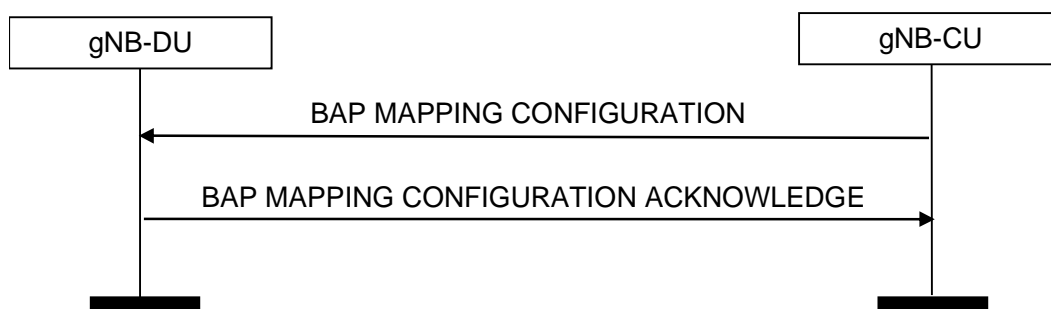 gNB-DU
gNB-CU
BAP MAPPING CONFIGURATION
BAP MAPPING CONFIGURATION ACKNOWLEDGE